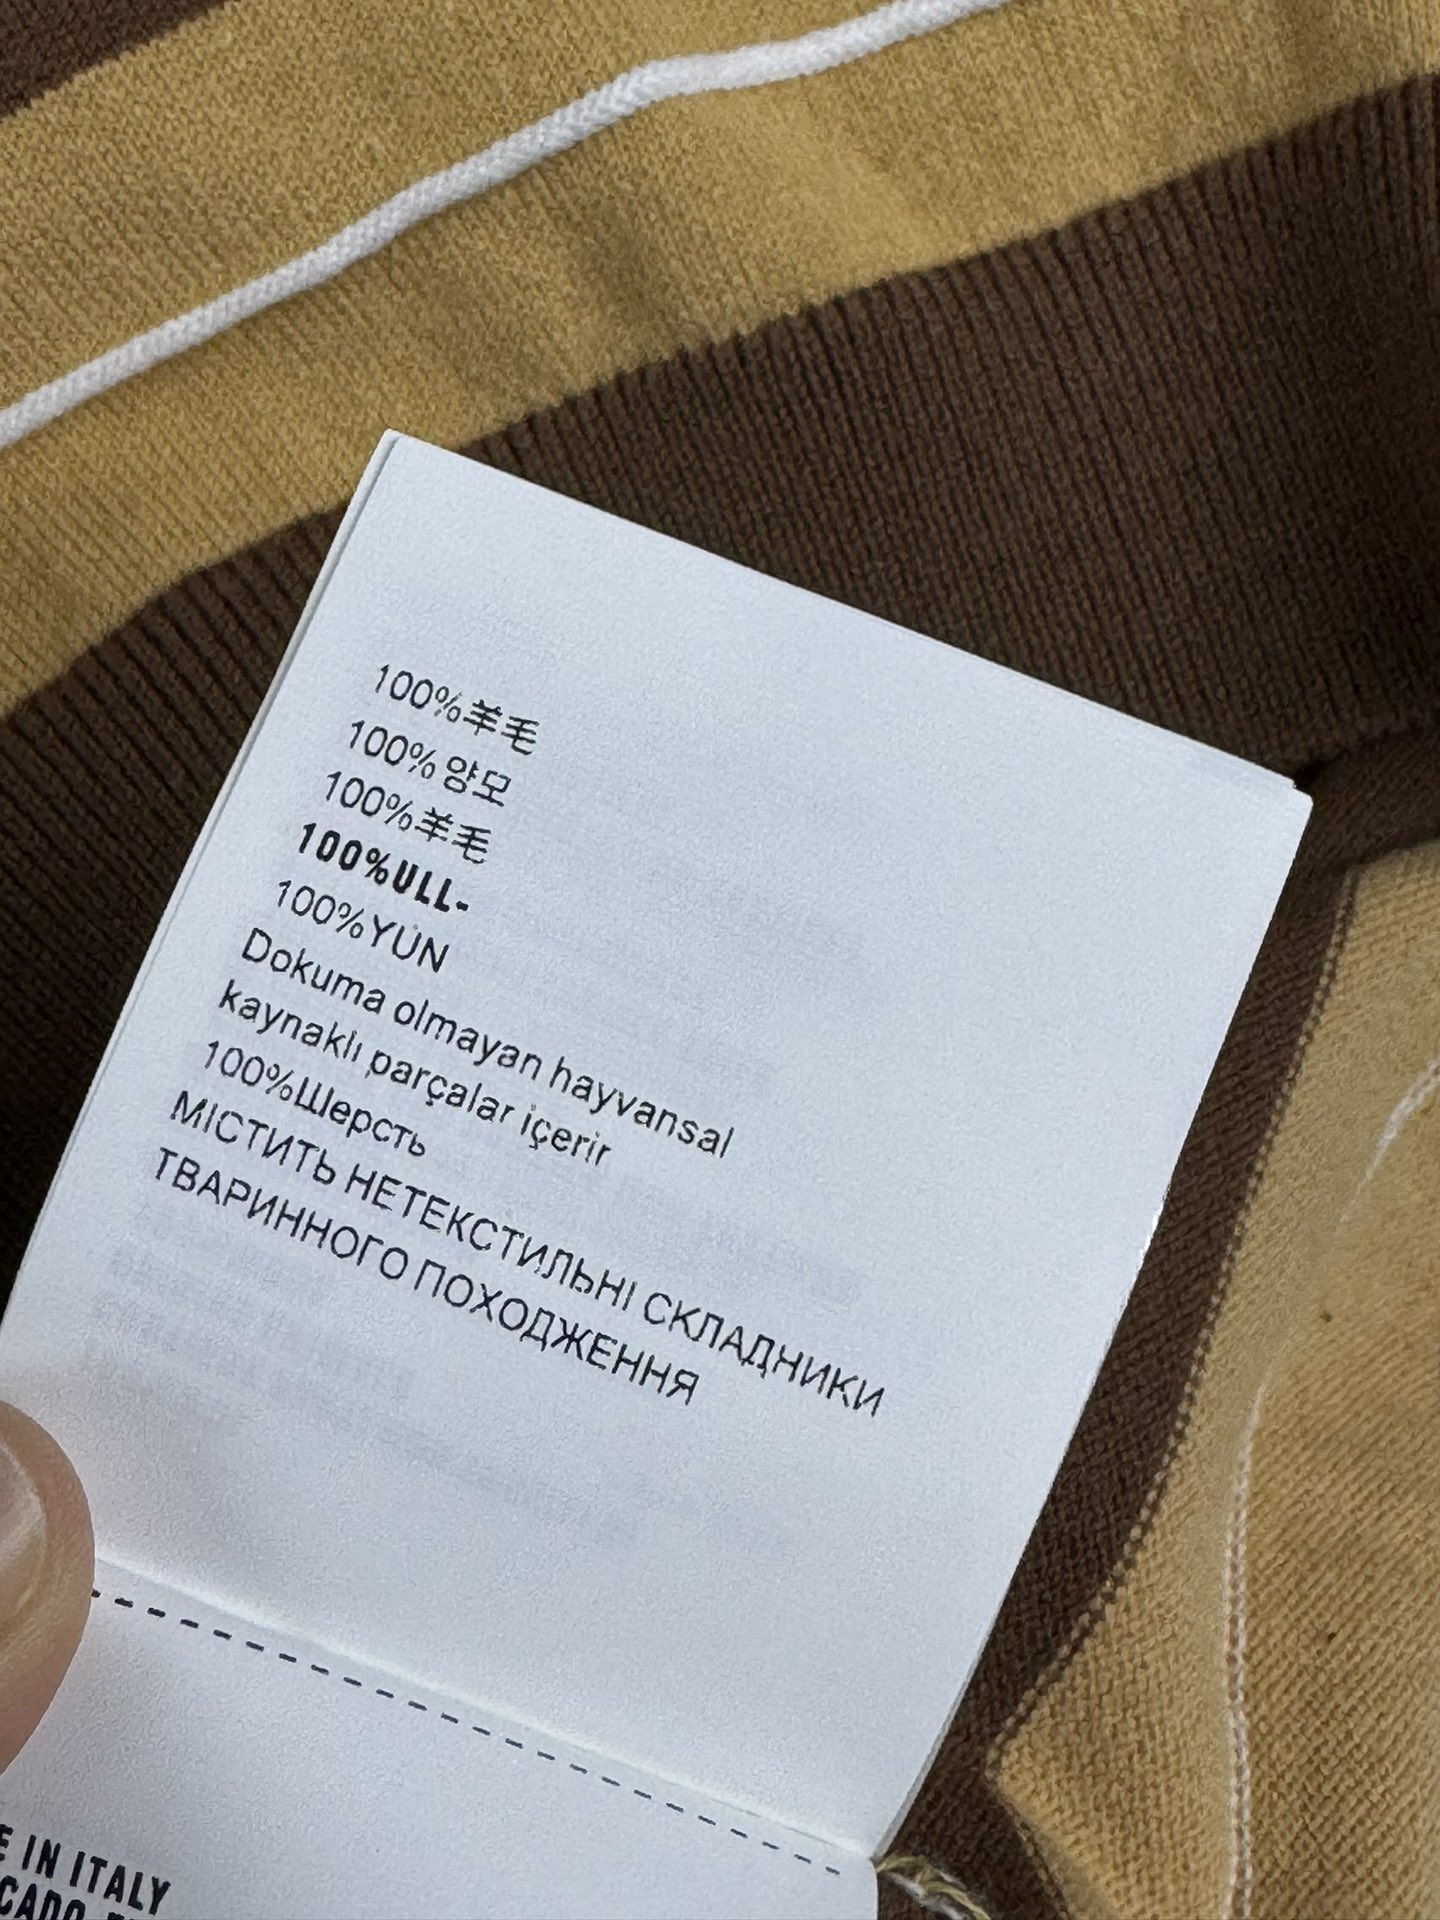 100%羊毛
100% 양모
100%羊毛
100%ULL-
100%YÜN
Dokuma olmayan hayvansal
kaynaklı parçalar içerir
100%Шерсть
МІСТИТЬ НЕТЕКСТИЛЬНІ СКЛАДНИКИ
ТВАРИННОГО ПОХОДЖЕННЯ
IN ITALY